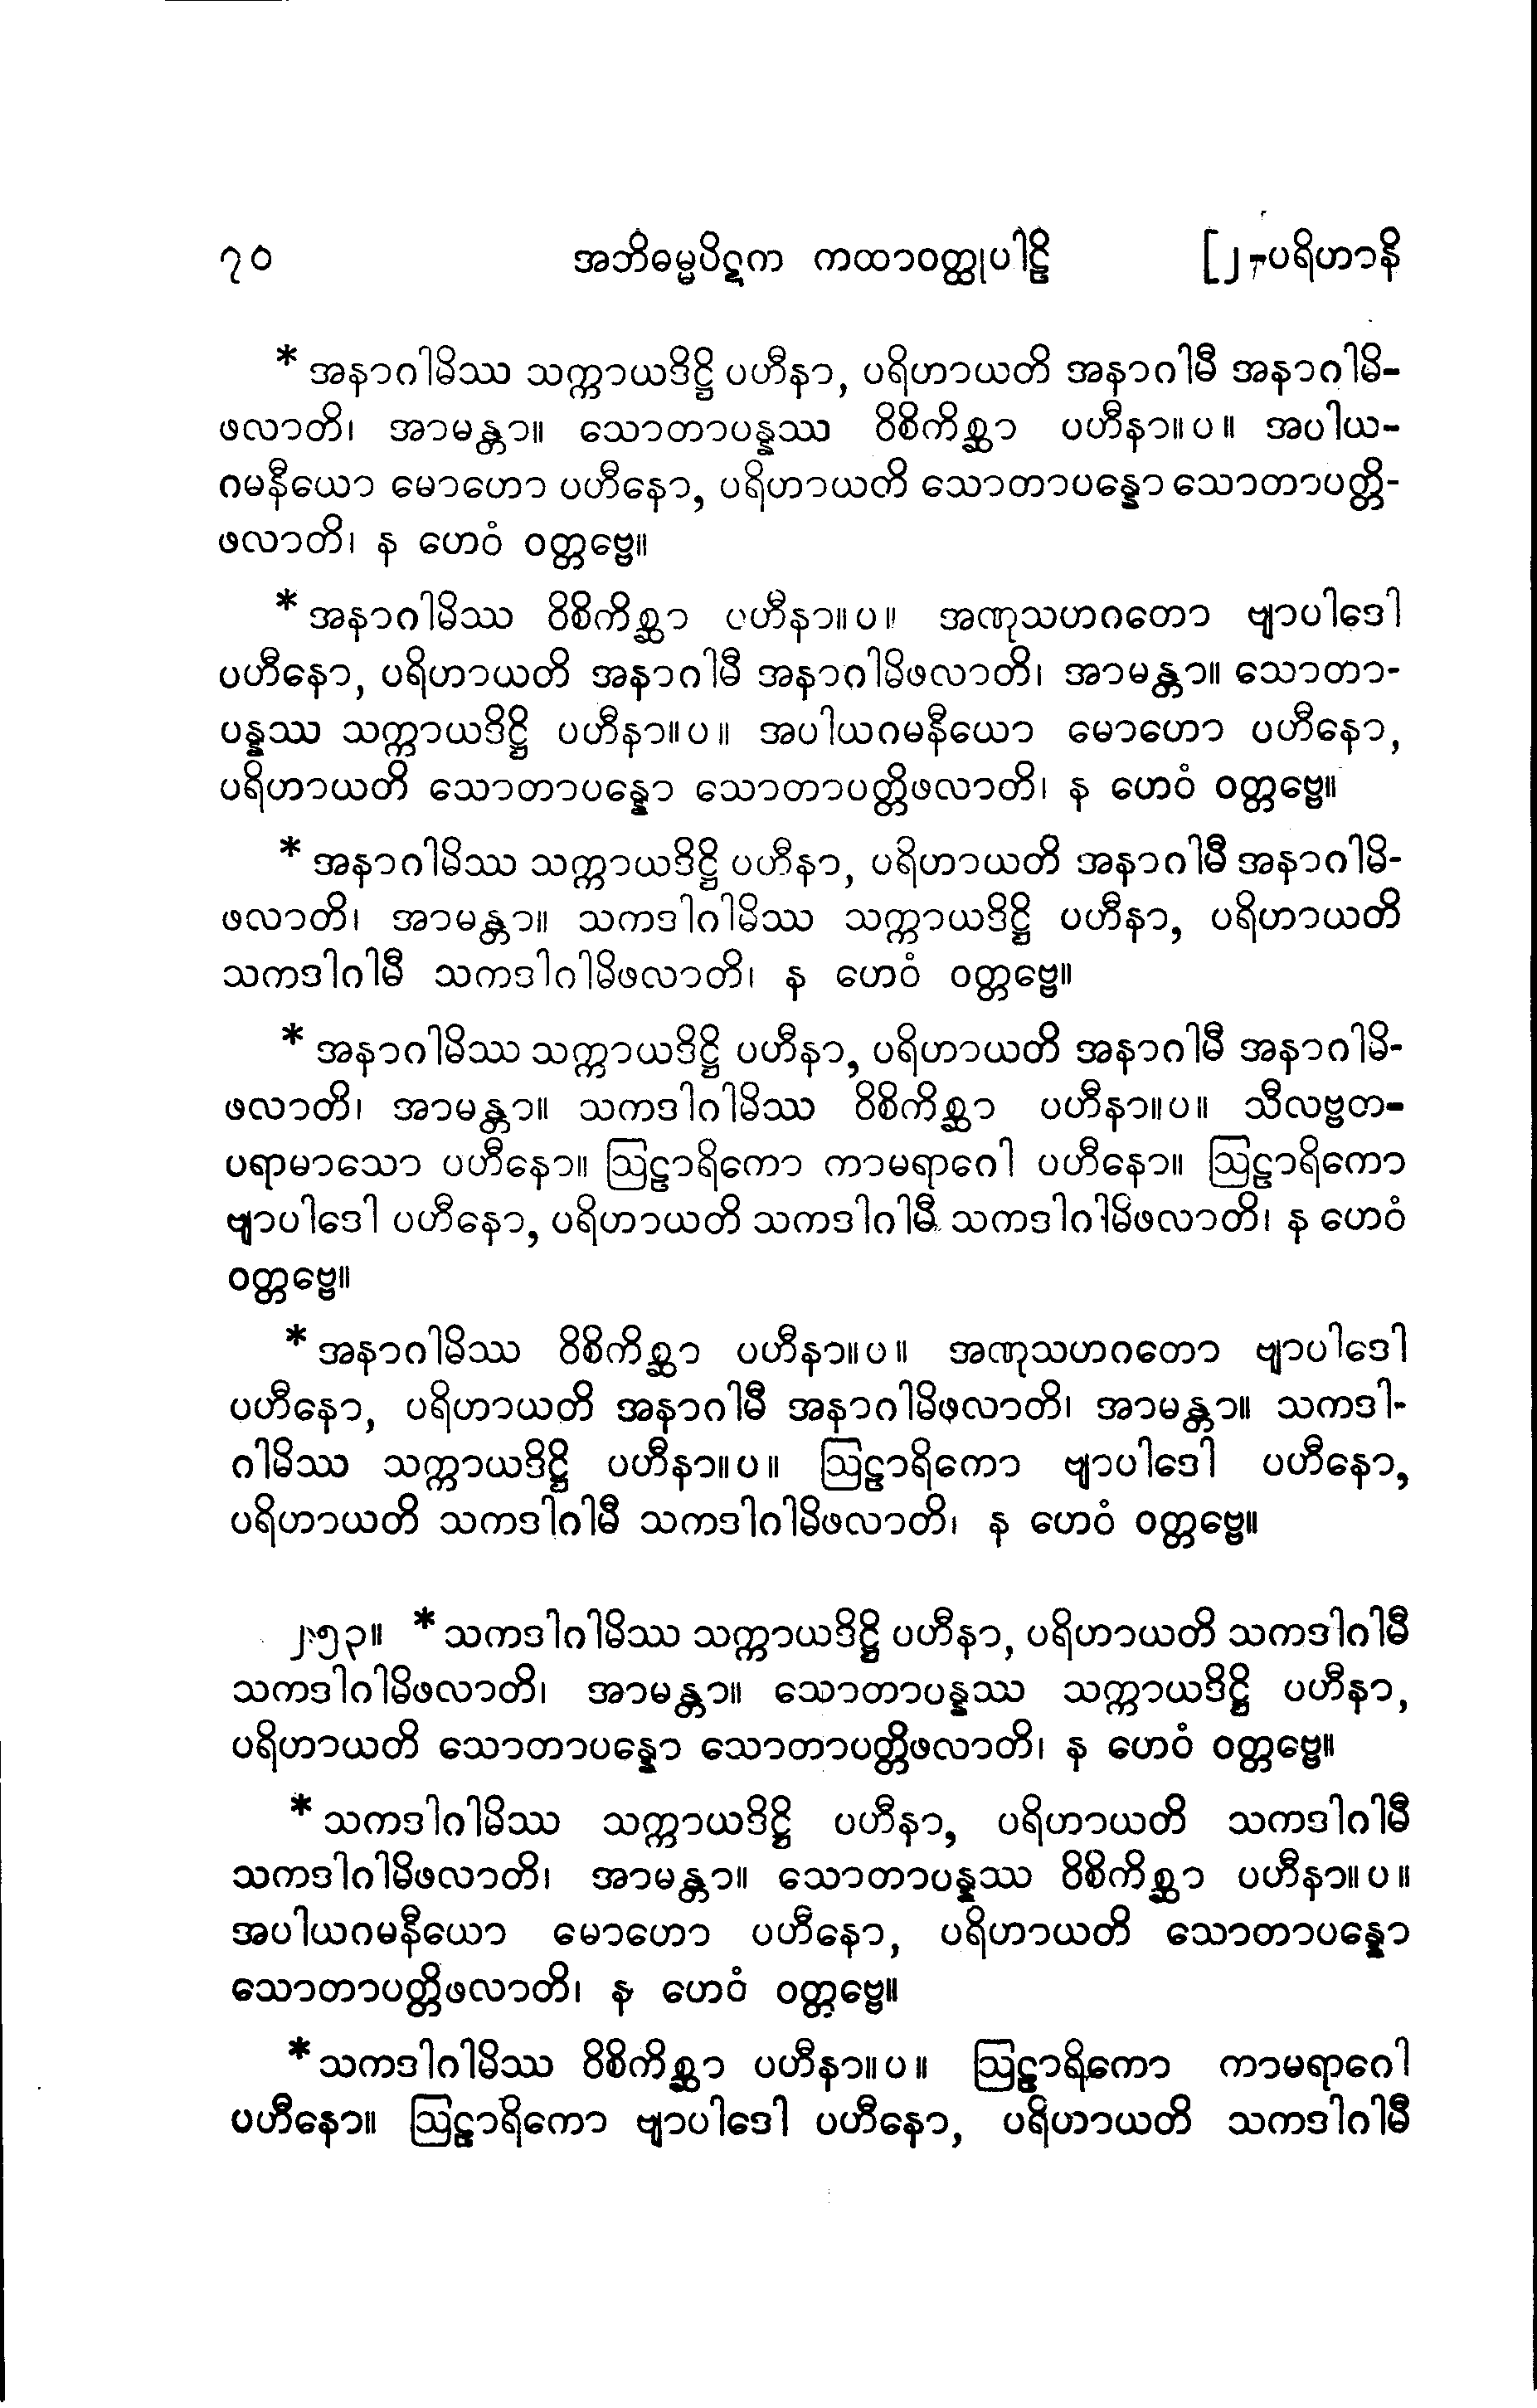 ၇၀ အဘိဓမ္မပိဋက ကထာဝတ္ထုပါဠိ [၂-ပရိဟာနိ
* အနာဂါမိဿ သက္ကာယဒိဋ္ဌိ ပဟီနာ, ပရိဟာယတိ အနာဂါမီ အနာဂါမိ-
ဖလာတိ၊ အာမန္တာ။ သောတာပန္နဿ ဝိစိကိစ္ဆာ ပဟီနာ။ပ။ အပါယ-
ဂမနီယော မောဟော ပဟီနော, ပရိဟာယတိ သောတာပန္နော သောတာပတ္တိ-
ဖလာတိ၊ န ဟေဝံ ဝတ္တဗ္ဗေ။
* အနာဂါမိဿ ဝိစိကိစ္ဆာ ပဟီနာ။ပ။ အဏုသဟဂတော ဗျာပါဒေါ
ပဟီနော, ပရိဟာယတိ အနာဂါမီ အနာဂါမိဖလာတိ၊ အာမန္တာ။ သောတာ-
ပန္နဿ သက္ကာယဒိဋ္ဌိ ပဟီနာ။ပ။ အပါယဂမနီယော မောဟော ပဟီနော,
ပရိဟာယတိ သောတာပန္နော သောတာပတ္တိဖလာတိ၊ န ဟေဝံ ဝတ္တဗ္ဗေ။
* အနာဂါမိဿ သက္ကာယဒိဋ္ဌိ ပဟီနာ, ပရိဟာယတိ အနာဂါမီ အနာဂါမိ-
ဖလာတိ၊ အာမန္တာ။ သကဒါဂါမိဿ သက္ကာယဒိဋ္ဌိ ပဟီနာ, ပရိဟာယတိ
သကဒါဂါမီ သကဒါဂါမိဖလာတိ၊ န ဟေဝံ ဝတ္တဗ္ဗေ။
* အနာဂါမိဿ သက္ကာယဒိဋ္ဌိ ပဟီနာ, ပရိဟာယတိ အနာဂါမီ အနာဂါမိ-
ဖလာတိ၊ အာမန္တာ။ သကဒါဂါမိဿ ဝိစိကိစ္ဆာ ပဟီနာ။ပ။ သီလဗ္ဗတ-
ပရာမာသော ပဟီနော။ ဩဠာရိကော ကာမရာဂေါ ပဟီနော။ ဩဠာရိကော
ဗျာပါဒေါ ပဟီနော, ပရိဟာယတိ သကဒါဂါမီ သကဒါဂါမိဖလာတိ၊ န ဟေဝံ
ဝတ္တဗ္ဗေ။
* အနာဂါမိဿ ဝိစိကိစ္ဆာ ပဟီနာ။ပ။ အဏုသဟဂတော ဗျာပါဒေါ
ပဟီနော, ပရိဟာယတိ အနာဂါမီ အနာဂါမိဖလာတိ၊ အာမန္တာ။ သကဒါ-
ဂါမိဿ သက္ကာယဒိဋ္ဌိ ပဟီနာ။ပ။ ဩဠာရိကော ဗျာပါဒေါ ပဟီနော,
ပရိဟာယတိ သကဒါဂါမီ သကဒါဂါမိဖလာတိ၊ န ဟေဝံ ဝတ္တဗ္ဗေ။
၂၅၃။ * သကဒါဂါမိဿ သက္ကာယဒိဋ္ဌိ ပဟီနာ, ပရိဟာယတိ သကဒါဂါမီ
သကဒါဂါမိဖလာတိ၊ အာမန္တာ။ သောတာပန္နဿ သက္ကာယဒိဋ္ဌိ ပဟီနာ,
ပရိဟာယတိ သောတာပန္နော သောတာပတ္တိဖလာတိ၊ န ဟေဝံ ဝတ္တဗ္ဗေ။
* သကဒါဂါမိဿ သက္ကာယဒိဋ္ဌိ ပဟီနာ, ပရိဟာယတိ သကဒါဂါမီ
သကဒါဂါမိဖလာတိ၊ အာမန္တာ။ သောတာပန္နဿ ဝိစိကိစ္ဆာ ပဟီနာ။ပ။
အပါယဂမနီယော မောဟော ပဟီနော, ပရိဟာယတိ သောတာပန္နော
သောတာပတ္တိဖလာတိ၊ န ဟေဝံ ဝတ္တဗ္ဗေ။
* သကဒါဂါမိဿ ဝိစိကိစ္ဆာ ပဟီနာ။ပ။ ဩဠာရိကော ကာမရာဂေါ
ပဟီနော။ ဩဠာရိကော ဗျာပါဒေါ ပဟီနော, ပရိဟာယတိ သကဒါဂါမီ